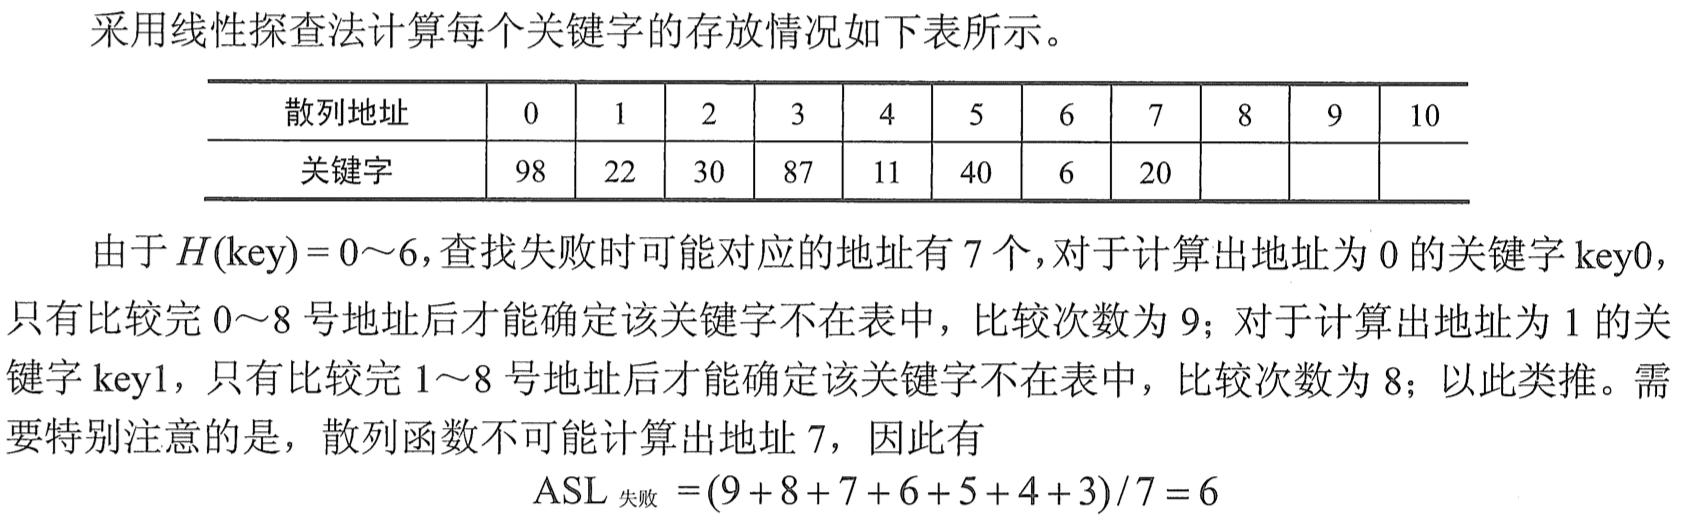 采用线性探查法计算每个关键字的存放情况如下表所示。
散列地址 0 1 2 3 4 5 6 7 8 9 10
关键字 98 22 30 87 11 40 6 20
由于 H(key) = 0～6，查找失败时可能对应的地址有 7 个，对于计算出地址为 0 的关键字 key0，
只有比较完 0～8 号地址后才能确定该关键字不在表中，比较次数为 9；对于计算出地址为 1 的关
键字 key1，只有比较完 1～8 号地址后才能确定该关键字不在表中，比较次数为 8；以此类推。需
要特别注意的是，散列函数不可能计算出地址 7，因此有
ASL 失败 = (9 + 8 + 7 + 6 + 5 + 4 + 3) / 7 = 6